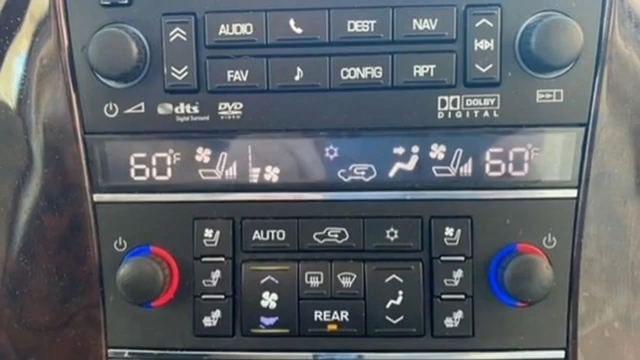 AUDIO DEST NAV
FAV CONFIG RPT
dts DVD DOLBY
Digital Surround VIDEO DIGITAL
60°F 60°F
AUTO
REAR